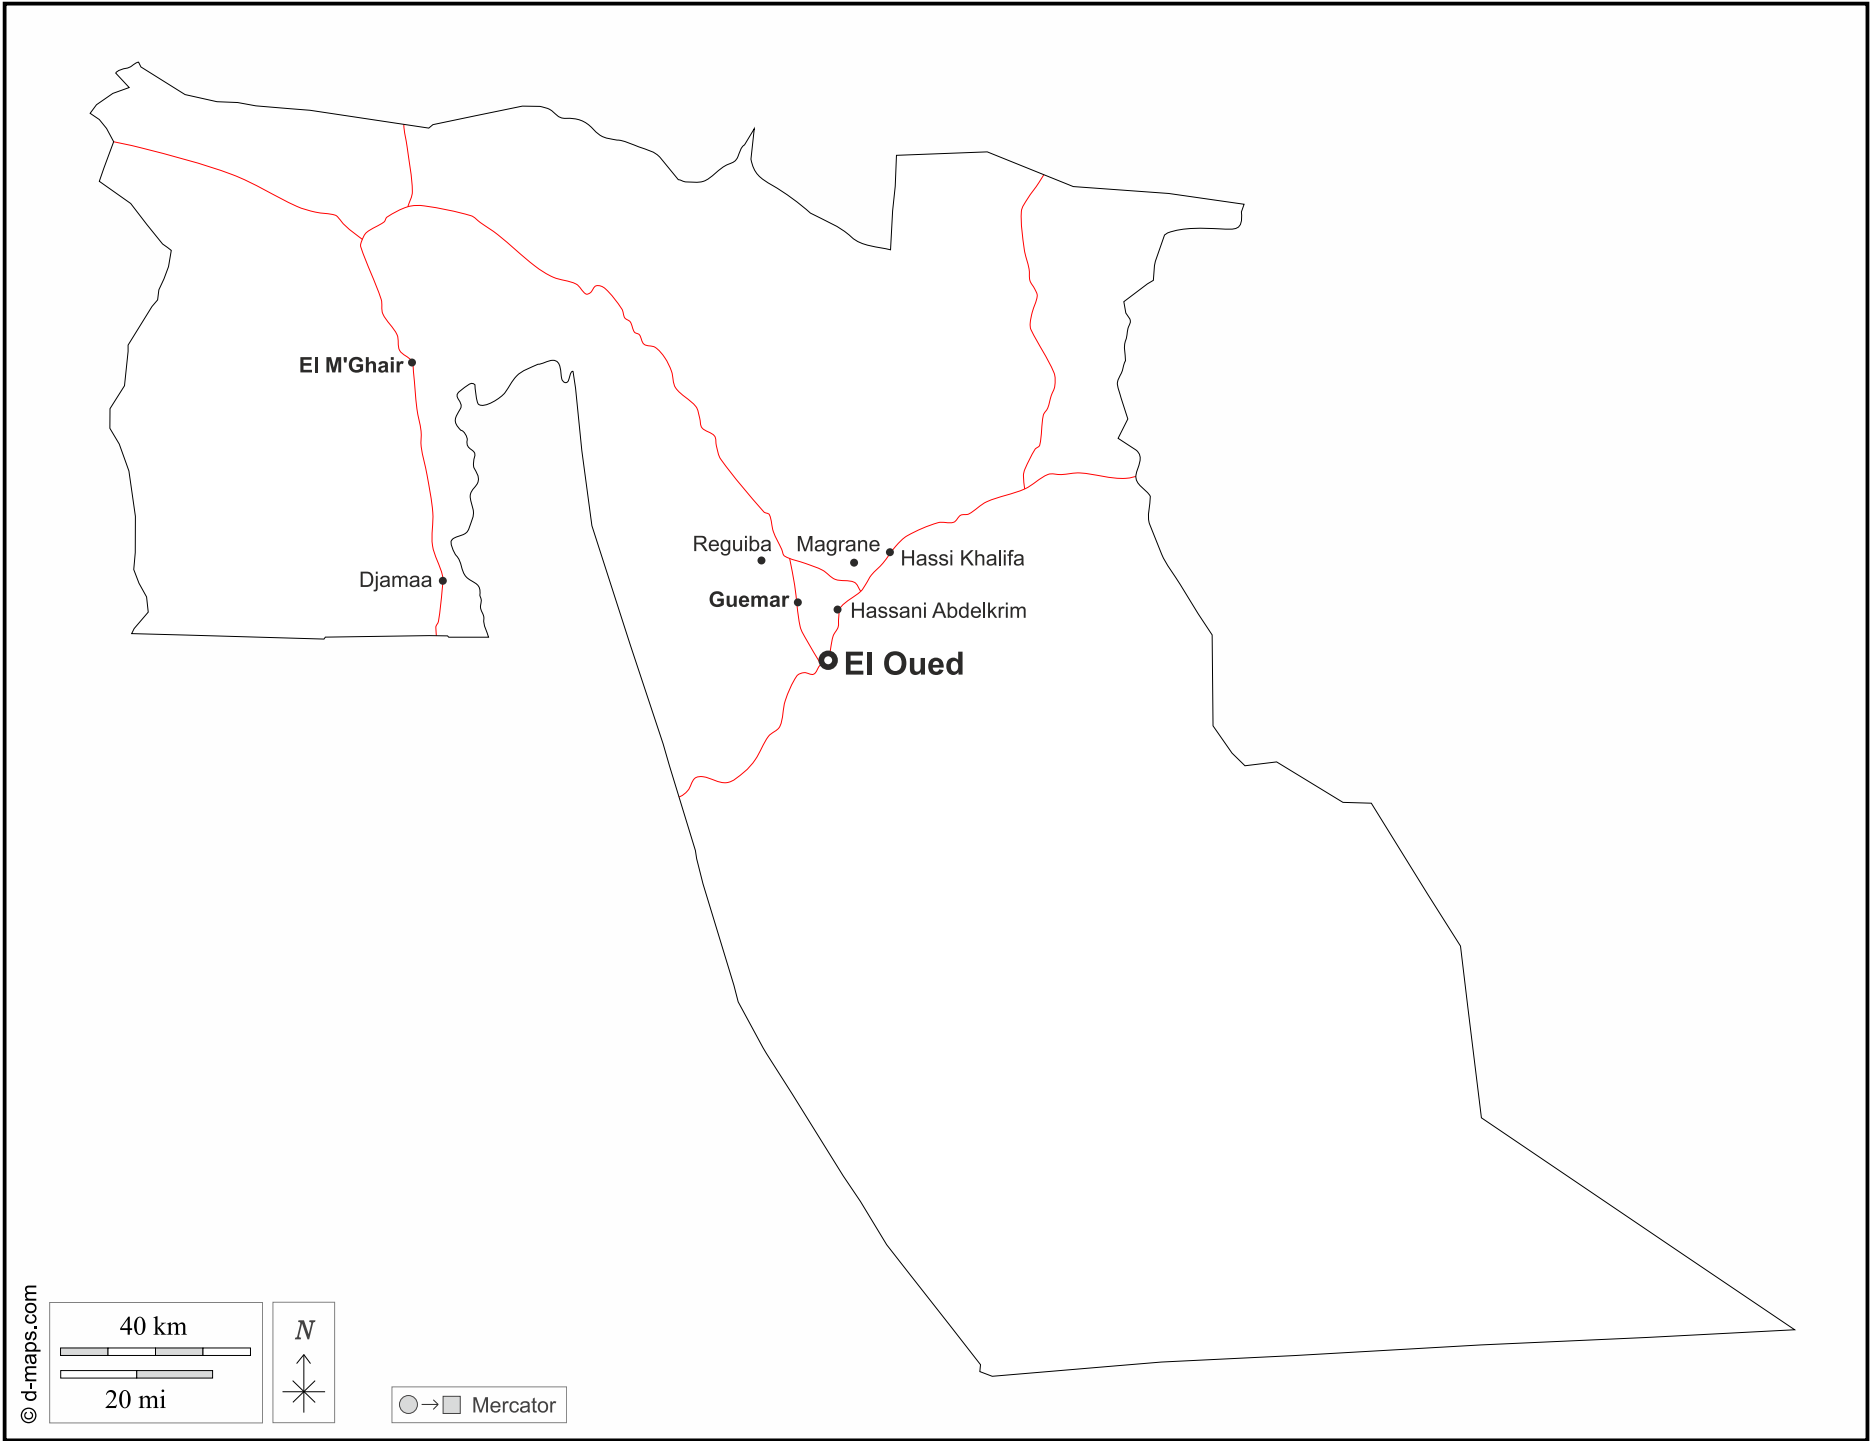 El M'Ghair
Reguiba
Magrane
Hassi Khalifa
Djamaa
Guemar
Hassani Abdelkrim
El Oued
© d-maps.com
40 km
20 mi
N
Mercator